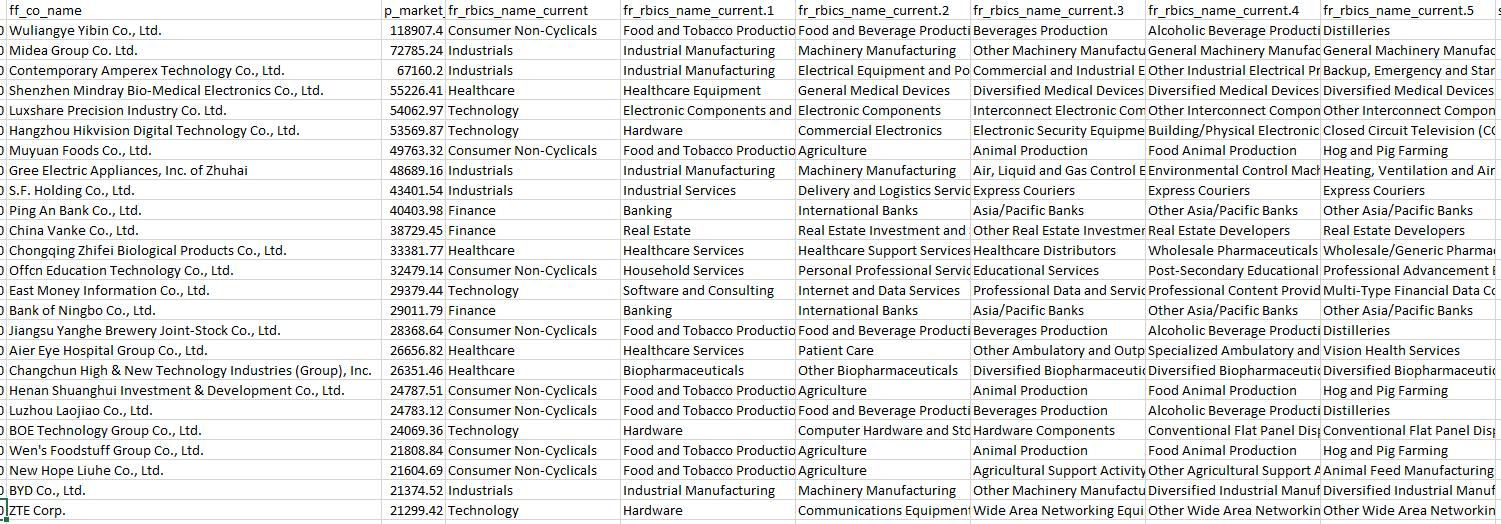 ff_co_name p_market_ fr_rbics_name_current fr_rbics_name_current.1 fr_rbics_name_current.2 fr_rbics_name_current.3 fr_rbics_name_current.4 fr_rbics_name_current.5
Wuliangye Yibin Co., Ltd. 118907.4 Consumer Non-Cyclicals Food and Tobacco Productio Food and Beverage Producti Beverages Production Alcoholic Beverage Producti Distilleries
Midea Group Co. Ltd. 72785.24 Industrials Industrial Manufacturing Machinery Manufacturing Other Machinery Manufactu General Machinery Manufac General Machinery Manufac
Contemporary Amperex Technology Co., Ltd. 67160.2 Industrials Industrial Manufacturing Electrical Equipment and Po Commercial and Industrial E Other Industrial Electrical Pr Backup, Emergency and Stan
Shenzhen Mindray Bio-Medical Electronics Co., Ltd. 55226.41 Healthcare Healthcare Equipment General Medical Devices Diversified Medical Devices Diversified Medical Devices Diversified Medical Devices
Luxshare Precision Industry Co. Ltd. 54062.97 Technology Electronic Components and Electronic Components Interconnect Electronic Com Other Interconnect Compon Other Interconnect Compon
Hangzhou Hikvision Digital Technology Co., Ltd. 53569.87 Technology Hardware Commercial Electronics Electronic Security Equipme Building/Physical Electronic Closed Circuit Television (CC
Muyuan Foods Co., Ltd. 49763.32 Consumer Non-Cyclicals Food and Tobacco Productio Agriculture Animal Production Food Animal Production Hog and Pig Farming
Gree Electric Appliances, Inc. of Zhuhai 48689.16 Industrials Industrial Manufacturing Machinery Manufacturing Air, Liquid and Gas Control E Environmental Control Mach Heating, Ventilation and Air
S.F. Holding Co., Ltd. 43401.54 Industrials Industrial Services Delivery and Logistics Servic Express Couriers Express Couriers Express Couriers
Ping An Bank Co., Ltd. 40403.98 Finance Banking International Banks Asia/Pacific Banks Other Asia/Pacific Banks Other Asia/Pacific Banks
China Vanke Co., Ltd. 38729.45 Finance Real Estate Real Estate Investment and Other Real Estate Investmen Real Estate Developers Real Estate Developers
Chongqing Zhifei Biological Products Co., Ltd. 33381.77 Healthcare Healthcare Services Healthcare Support Services Healthcare Distributors Wholesale Pharmaceuticals Wholesale/Generic Pharmac
Offcn Education Technology Co., Ltd. 32479.14 Consumer Non-Cyclicals Household Services Personal Professional Servic Educational Services Post-Secondary Educational Professional Advancement E
East Money Information Co., Ltd. 29379.44 Technology Software and Consulting Internet and Data Services Professional Data and Servic Professional Content Provid Multi-Type Financial Data Co
Bank of Ningbo Co., Ltd. 29011.79 Finance Banking International Banks Asia/Pacific Banks Other Asia/Pacific Banks Other Asia/Pacific Banks
Jiangsu Yanghe Brewery Joint-Stock Co., Ltd. 28368.64 Consumer Non-Cyclicals Food and Tobacco Productio Food and Beverage Producti Beverages Production Alcoholic Beverage Producti Distilleries
Aier Eye Hospital Group Co., Ltd. 26656.82 Healthcare Healthcare Services Patient Care Other Ambulatory and Outp Specialized Ambulatory and Vision Health Services
Changchun High & New Technology Industries (Group), Inc. 26351.46 Healthcare Biopharmaceuticals Other Biopharmaceuticals Diversified Biopharmaceutic Diversified Biopharmaceutic Diversified Biopharmaceutic
Henan Shuanghui Investment & Development Co., Ltd. 24787.51 Consumer Non-Cyclicals Food and Tobacco Productio Agriculture Animal Production Food Animal Production Hog and Pig Farming
Luzhou Laojiao Co., Ltd. 24783.12 Consumer Non-Cyclicals Food and Tobacco Productio Food and Beverage Producti Beverages Production Alcoholic Beverage Producti Distilleries
BOE Technology Group Co., Ltd. 24069.36 Technology Hardware Computer Hardware and Sto Hardware Components Conventional Flat Panel Disp Conventional Flat Panel Disp
Wen's Foodstuff Group Co., Ltd. 21808.84 Consumer Non-Cyclicals Food and Tobacco Productio Agriculture Animal Production Food Animal Production Hog and Pig Farming
New Hope Liuhe Co., Ltd. 21604.69 Consumer Non-Cyclicals Food and Tobacco Productio Agriculture Agricultural Support Activity Other Agricultural Support A Animal Feed Manufacturing
BYD Co., Ltd. 21374.52 Industrials Industrial Manufacturing Machinery Manufacturing Other Machinery Manufactu Diversified Industrial Manuf Diversified Industrial Manuf
ZTE Corp. 21299.42 Technology Hardware Communications Equipment Wide Area Networking Equi Other Wide Area Networkin Other Wide Area Networkin